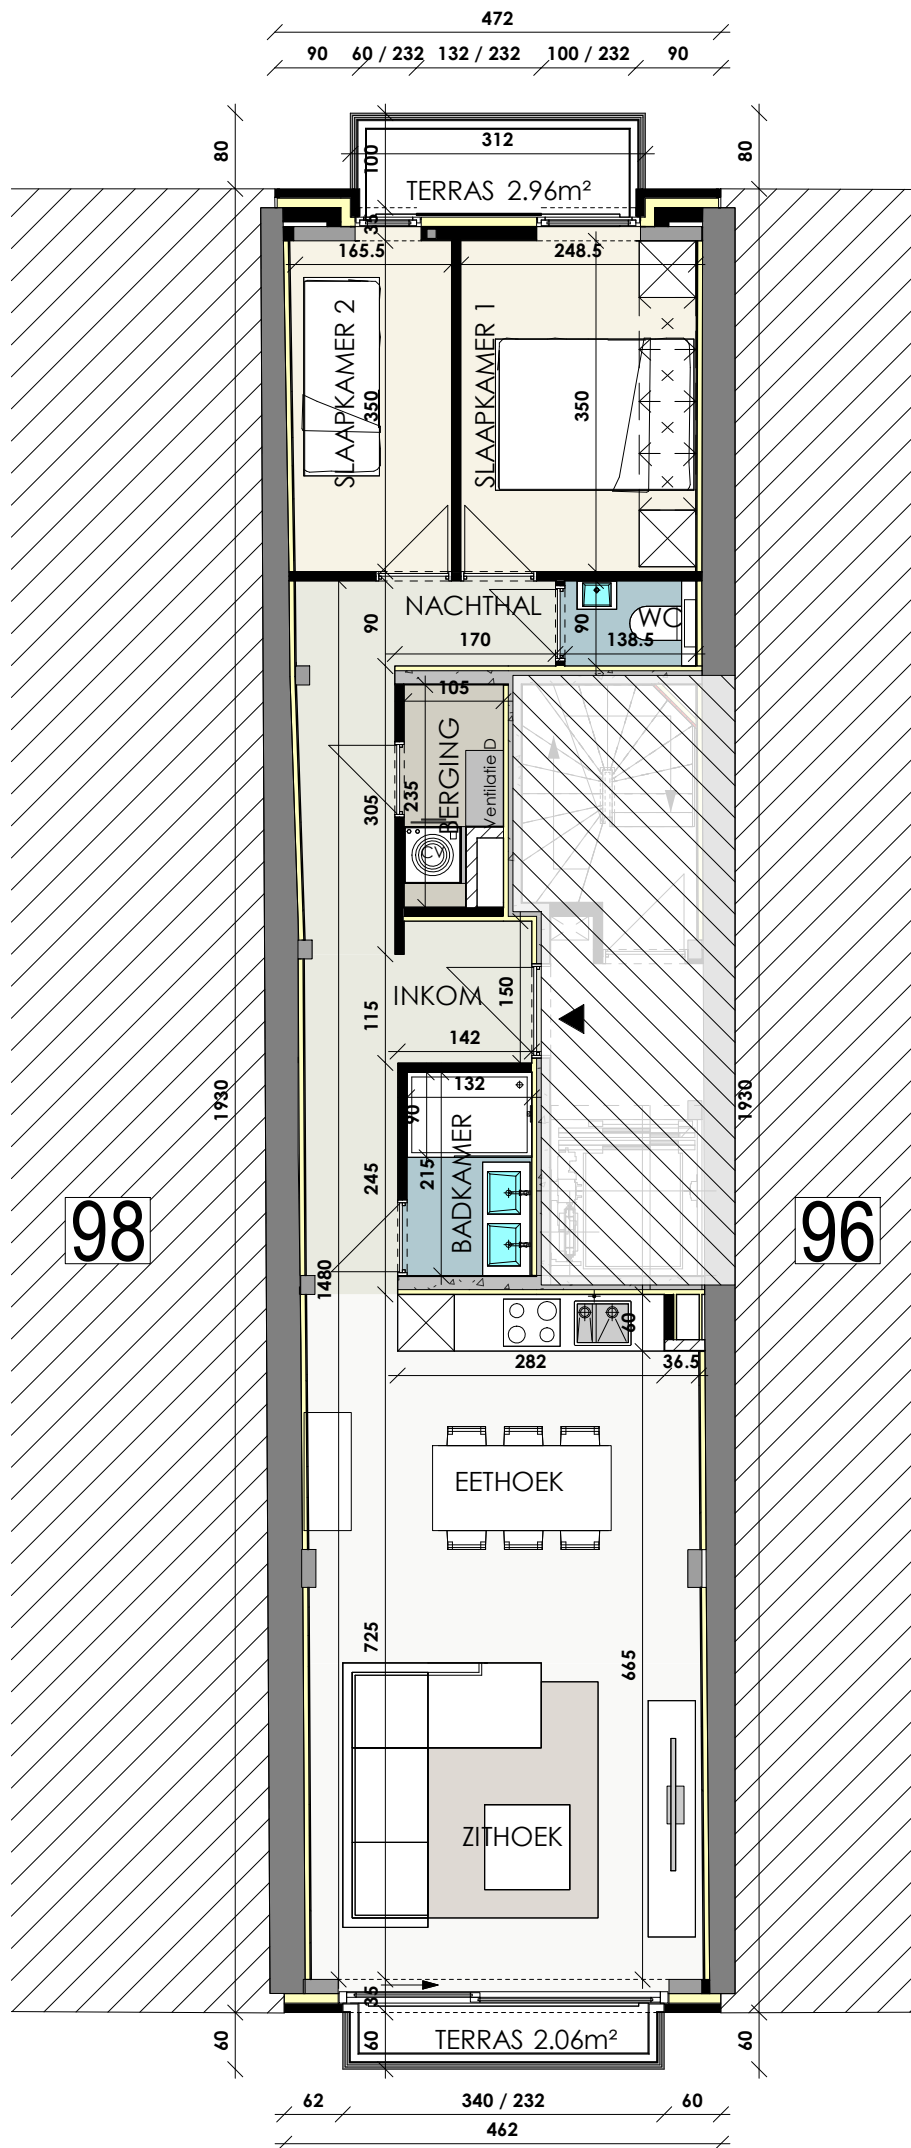 472
90 60 / 232 132 / 232 100 / 232 90
80 80
100 312
TERRAS 2.96m²
35
165.5 248.5
SLAAPKAMER 2 SLAAPKAMER 1
350 350
NACHTHAL WC
90 90
170 138.5
105
BERGING
Ventilatie D
305 235
CV
INKOM 150
115
142
1930 1930
132
90
BADKAMER
245 215
98 96
1480
60
282 36.5
EETHOEK
725
665
ZITHOEK
35
60 60 TERRAS 2.06m² 60
62 340 / 232 60
462